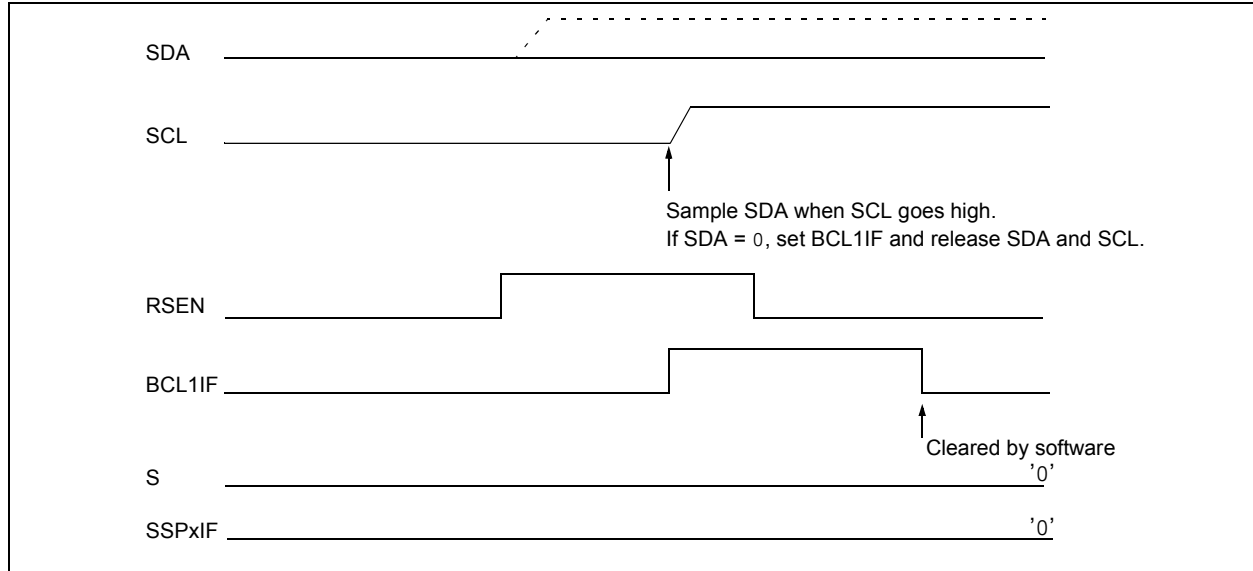 SDA
SCL
Sample SDA when SCL goes high.
If SDA = 0, set BCL1IF and release SDA and SCL.
RSEN
BCL1IF
Cleared by software
S
'0'
SSPxIF
'0'